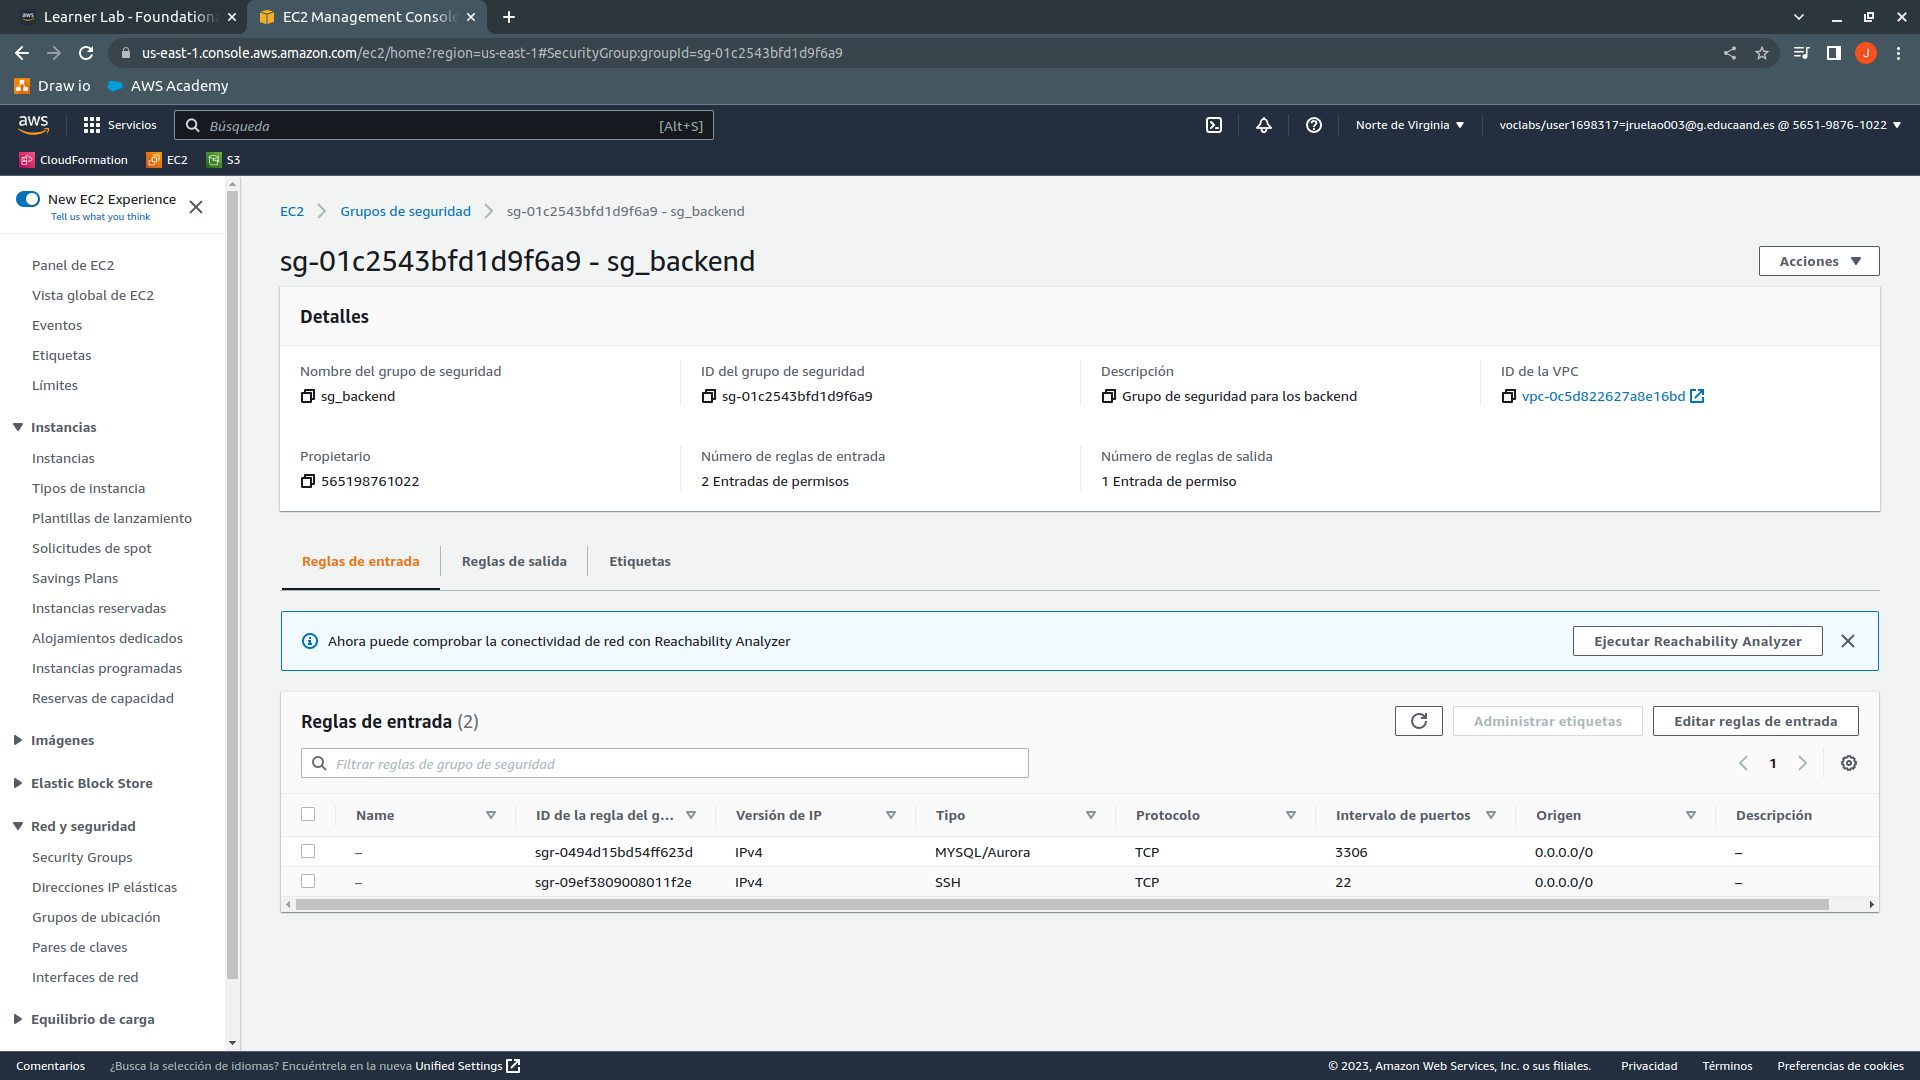 Learner Lab - Foundation
EC2 Management Console
us-east-1.console.aws.amazon.com/ec2/home?region=us-east-1#SecurityGroup:groupId=sg-01c2543bfd1d9f6a9
J
Draw io
AWS Academy
aws
Servicios
Búsqueda
[Alt+S]
Norte de Virginia
voclabs/user1698317=jruelao003@g.educaand.es @ 5651-9876-1022
CloudFormation
EC2
S3
New EC2 Experience
Tell us what you think
Panel de EC2
Vista global de EC2
Eventos
Etiquetas
Límites
Instancias
Instancias
Tipos de instancia
Plantillas de lanzamiento
Solicitudes de spot
Savings Plans
Instancias reservadas
Alojamientos dedicados
Instancias programadas
Reservas de capacidad
Imágenes
Elastic Block Store
Red y seguridad
Security Groups
Direcciones IP elásticas
Grupos de ubicación
Pares de claves
Interfaces de red
Equilibrio de carga
EC2
Grupos de seguridad
sg-01c2543bfd1d9f6a9 - sg_backend
sg-01c2543bfd1d9f6a9 - sg_backend
Acciones
Detalles
Nombre del grupo de seguridad
sg_backend
ID del grupo de seguridad
sg-01c2543bfd1d9f6a9
Descripción
Grupo de seguridad para los backend
ID de la VPC
vpc-0c5d822627a8e16bd
Propietario
565198761022
Número de reglas de entrada
2 Entradas de permisos
Número de reglas de salida
1 Entrada de permiso
Reglas de entrada
Reglas de salida
Etiquetas
Ahora puede comprobar la conectividad de red con Reachability Analyzer
Ejecutar Reachability Analyzer
Reglas de entrada (2)
Administrar etiquetas
Editar reglas de entrada
Filtrar reglas de grupo de seguridad
1
Name ID de la regla del g... Versión de IP Tipo Protocolo Intervalo de puertos Origen Descripción
– sgr-0494d15bd54ff623d IPv4 MYSQL/Aurora TCP 3306 0.0.0.0/0 –
– sgr-09ef3809008011f2e IPv4 SSH TCP 22 0.0.0.0/0 –
Comentarios
¿Busca la selección de idiomas? Encuéntrela en la nueva Unified Settings
© 2023, Amazon Web Services, Inc. o sus filiales.
Privacidad
Términos
Preferencias de cookies